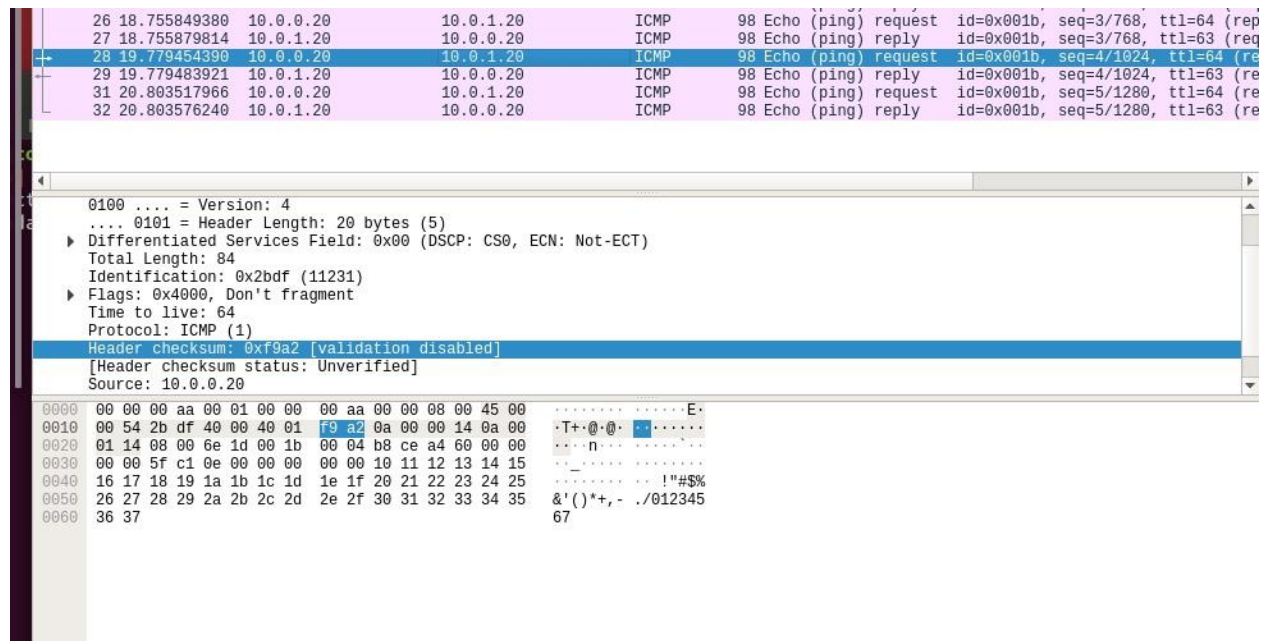 26 18.755849380 10.0.0.20 10.0.1.20 ICMP 98 Echo (ping) request id=0x001b, seq=3/768, ttl=64 (rep
27 18.755879814 10.0.1.20 10.0.0.20 ICMP 98 Echo (ping) reply id=0x001b, seq=3/768, ttl=63 (req
28 19.779454390 10.0.0.20 10.0.1.20 ICMP 98 Echo (ping) request id=0x001b, seq=4/1024, ttl=64 (re
29 19.779483921 10.0.1.20 10.0.0.20 ICMP 98 Echo (ping) reply id=0x001b, seq=4/1024, ttl=63 (re
31 20.803517966 10.0.0.20 10.0.1.20 ICMP 98 Echo (ping) request id=0x001b, seq=5/1280, ttl=64 (re
32 20.803576240 10.0.1.20 10.0.0.20 ICMP 98 Echo (ping) reply id=0x001b, seq=5/1280, ttl=63 (re
0100 .... = Version: 4
.... 0101 = Header Length: 20 bytes (5)
Differentiated Services Field: 0x00 (DSCP: CS0, ECN: Not-ECT)
Total Length: 84
Identification: 0x2bdf (11231)
Flags: 0x4000, Don't fragment
Time to live: 64
Protocol: ICMP (1)
Header checksum: 0xf9a2 [validation disabled]
[Header checksum status: Unverified]
Source: 10.0.0.20
0000 00 00 00 aa 00 01 00 00 00 aa 00 00 08 00 45 00 ········ ······E·
0010 00 54 2b df 40 00 40 01 f9 a2 0a 00 00 14 0a 00 ·T+·@·@· ········
0020 01 14 08 00 6e 1d 00 1b 00 04 b8 ce a4 60 00 00 ····n··· ·····`··
0030 00 00 5f c1 0e 00 00 00 00 00 10 11 12 13 14 15 ··_····· ········
0040 16 17 18 19 1a 1b 1c 1d 1e 1f 20 21 22 23 24 25 ········ ·· !"#$%
0050 26 27 28 29 2a 2b 2c 2d 2e 2f 30 31 32 33 34 35 &'()*+,- ./012345
0060 36 37 67